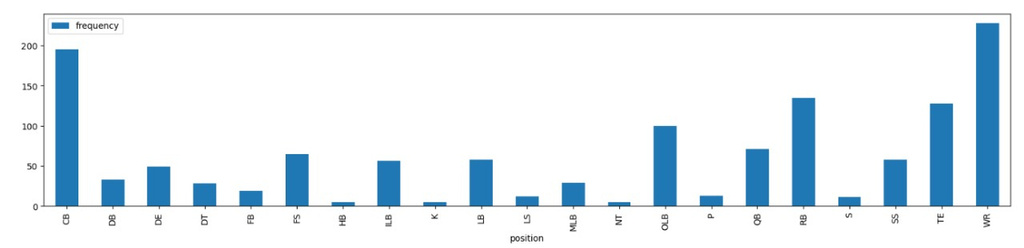 frequency
200
150
100
50
0
CB DB DE DT FB FS HB ILB K LB LS MLB NT OLB P QB RB S SS TE WR
position